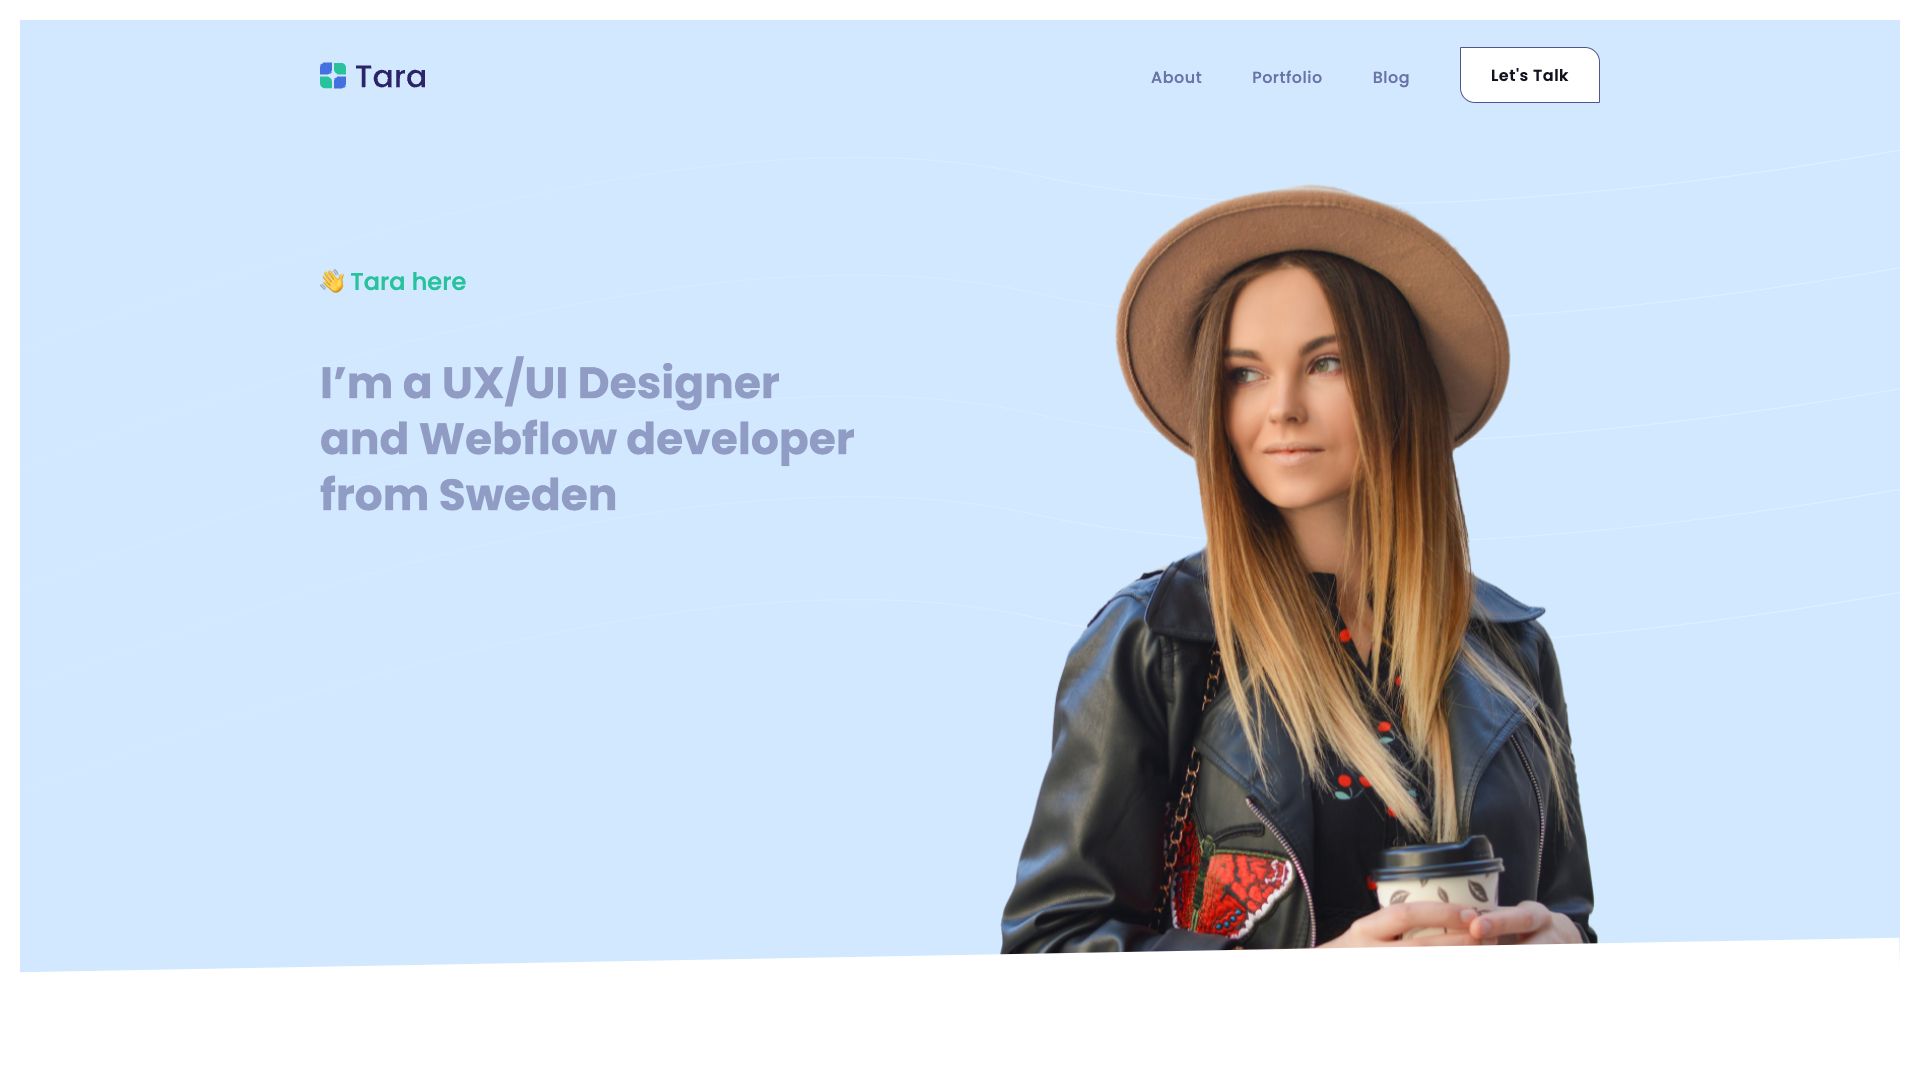 Tara
About
Portfolio
Blog
Let's Talk
👋 Tara here
I’m a UX/UI Designer
and Webflow developer
from Sweden